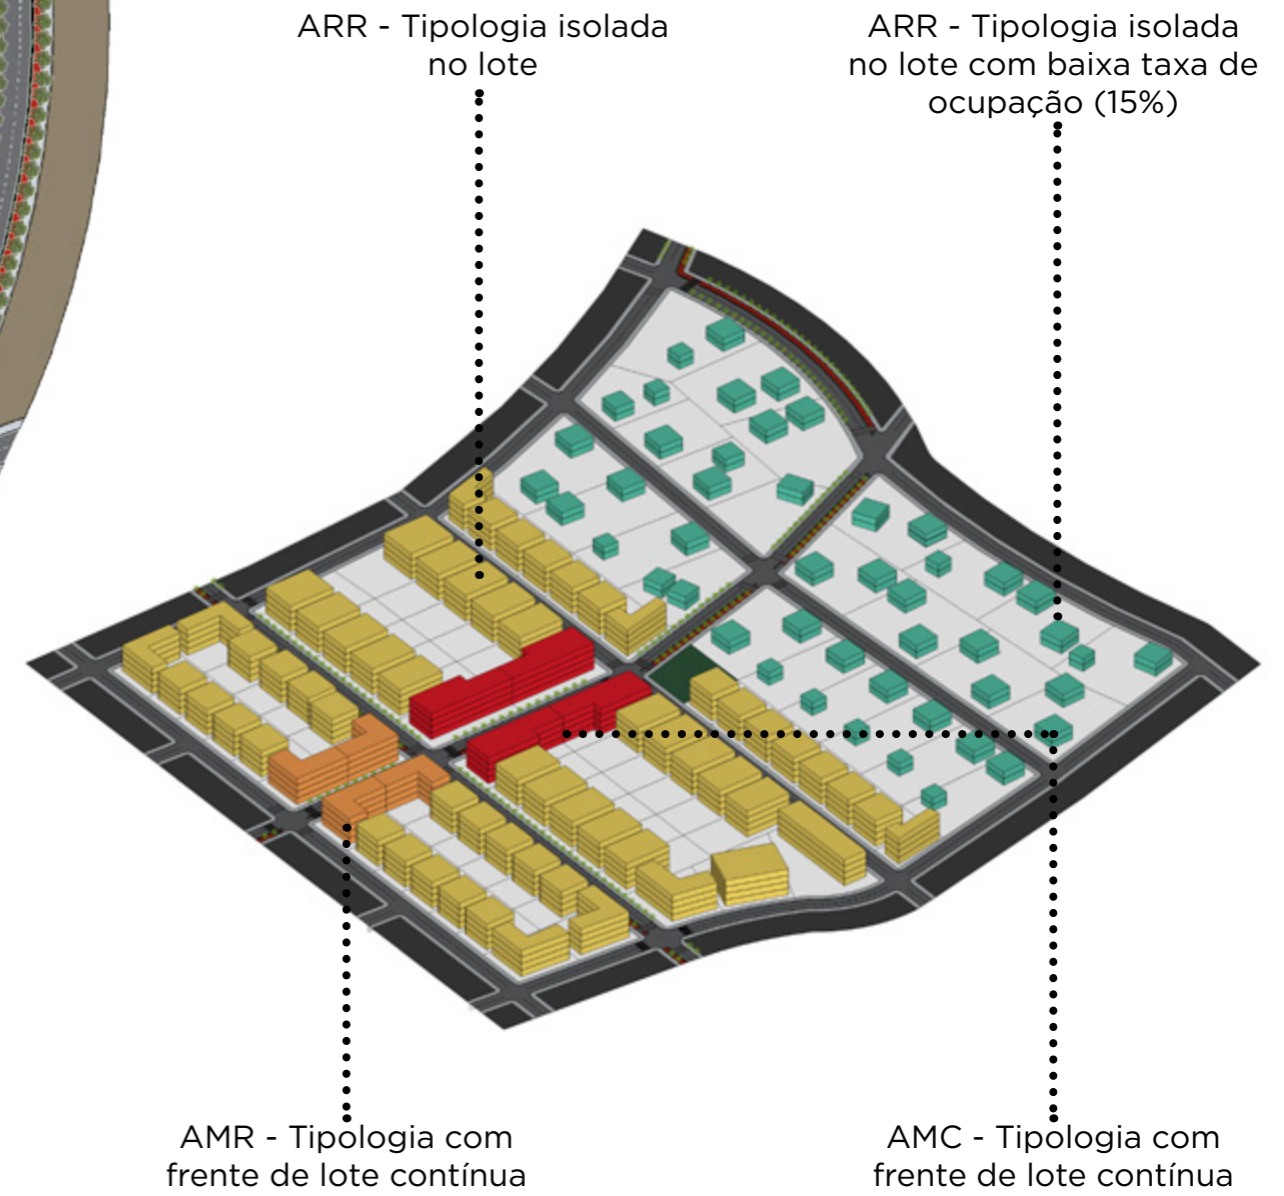 ARR - Tipologia isolada
no lote
ARR - Tipologia isolada
no lote com baixa taxa de
ocupação (15%)
AMR - Tipologia com
frente de lote contínua
AMC - Tipologia com
frente de lote contínua